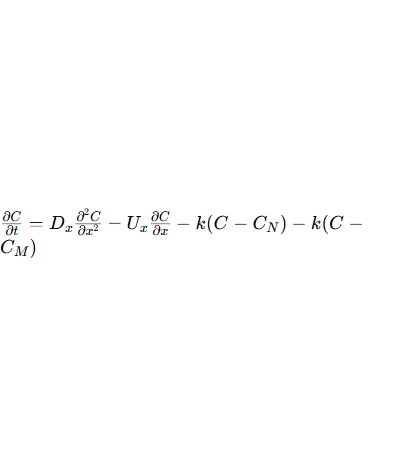 ∂C/∂t = D_x ∂²C/∂x² − U_x ∂C/∂x − k(C − C_N) − k(C −
C_M)